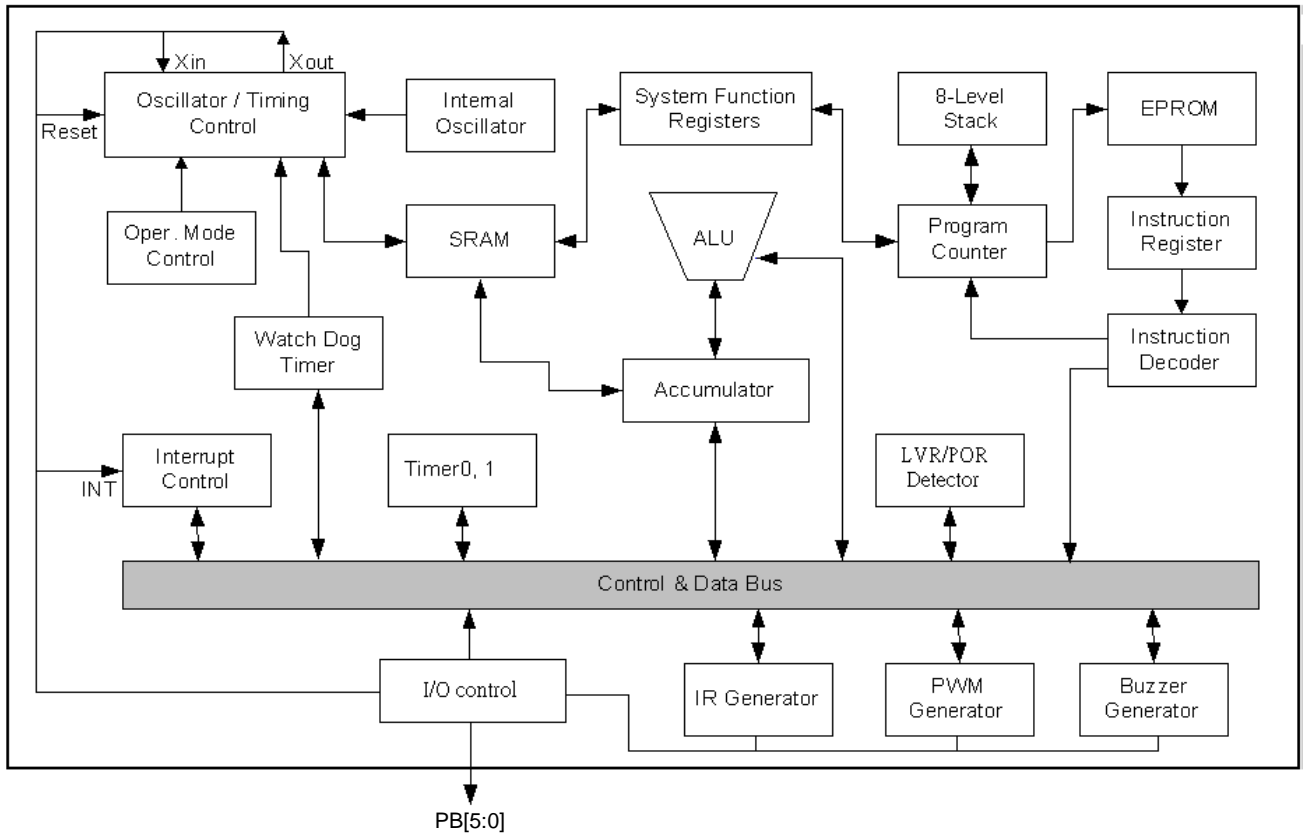 Xin
Xout
Oscillator / Timing
Control
Reset
Internal
Oscillator
System Function
Registers
8-Level
Stack
EPROM
Oper. Mode
Control
SRAM
ALU
Program
Counter
Instruction
Register
Watch Dog
Timer
Accumulator
Instruction
Decoder
Interrupt
Control
INT
Timer0, 1
LVR/POR
Detector
Control & Data Bus
I/O control
IR Generator
PWM
Generator
Buzzer
Generator
PB[5:0]